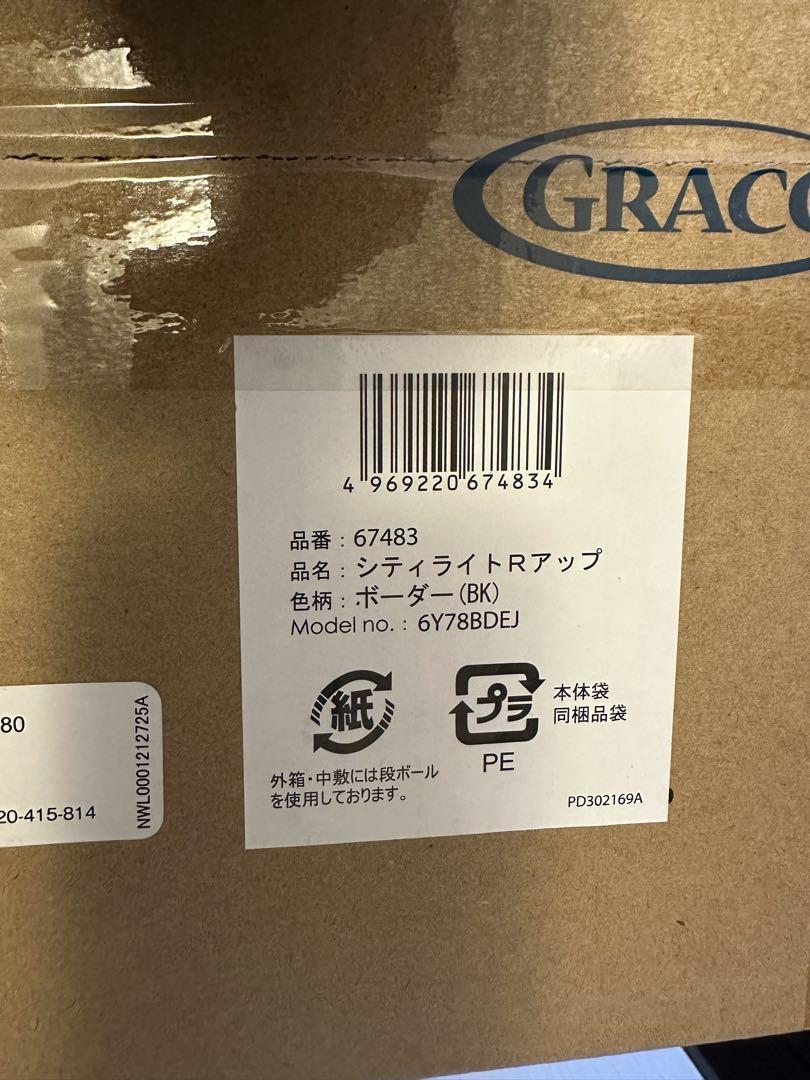 GRACO
4 969220 674834
品番 : 67483
品名 : シティライトRアップ
色柄 : ボーダー(BK)
Model no. : 6Y78BDEJ
紙
プラ
PE
本体袋
同梱品袋
外箱・中敷には段ボール
を使用しております。
PD302169A
80
20-415-814
NWL0001212725A